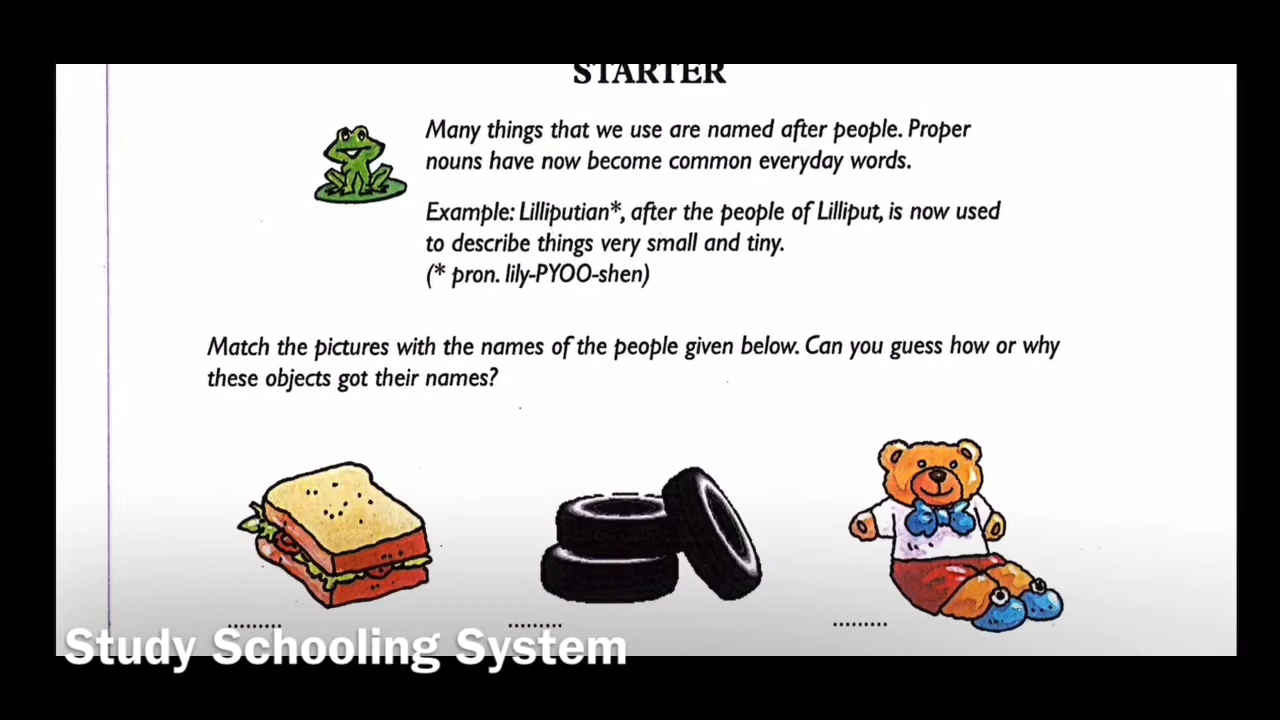 STARTER
Many things that we use are named after people. Proper
nouns have now become common everyday words.
Example: Lilliputian*, after the people of Lilliput, is now used
to describe things very small and tiny.
(* pron. lily-PYOO-shen)
Match the pictures with the names of the people given below. Can you guess how or why
these objects got their names?
.......... .......... ..........
Study Schooling System